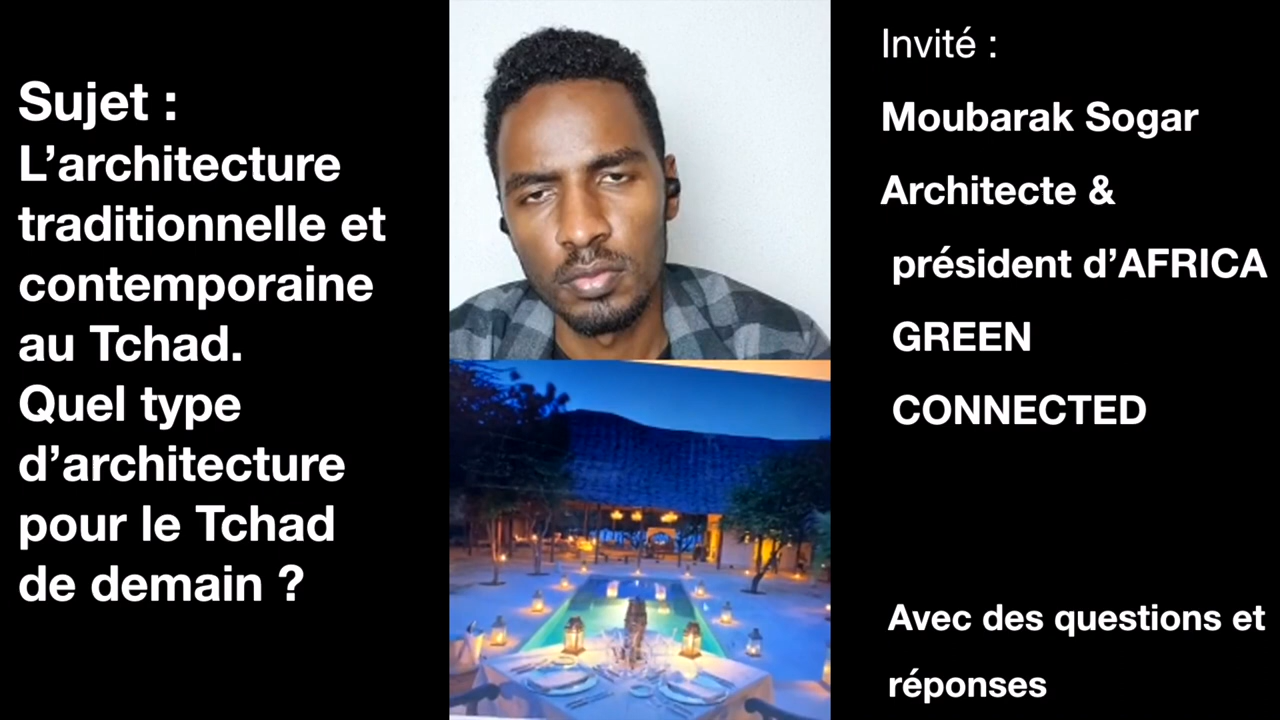 Sujet :
L’architecture
traditionnelle et
contemporaine
au Tchad.
Quel type
d’architecture
pour le Tchad
de demain ?
Invité :
Moubarak Sogar
Architecte &
président d’AFRICA
GREEN
CONNECTED
Avec des questions et
réponses